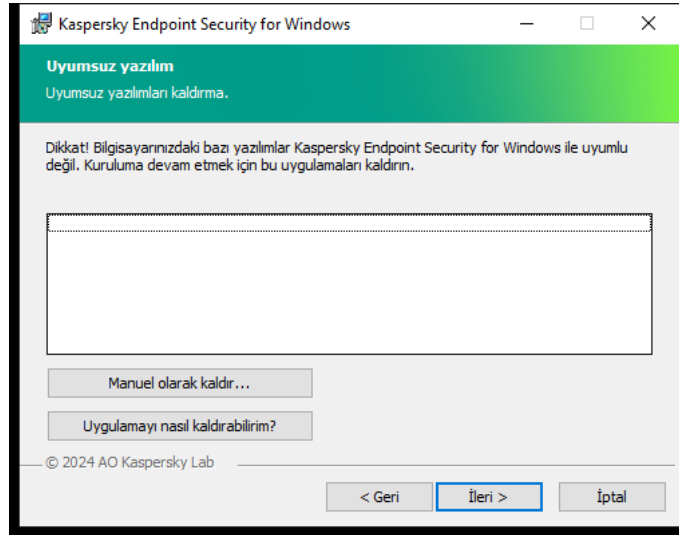 Kaspersky Endpoint Security for Windows
Uyumsuz yazılım
Uyumsuz yazılımları kaldırma.
Dikkat! Bilgisayarınızdaki bazı yazılımlar Kaspersky Endpoint Security for Windows ile uyumlu
değil. Kuruluma devam etmek için bu uygulamaları kaldırın.
Manuel olarak kaldır...
Uygulamayı nasıl kaldırabilirim?
© 2024 AO Kaspersky Lab
< Geri
İleri >
İptal